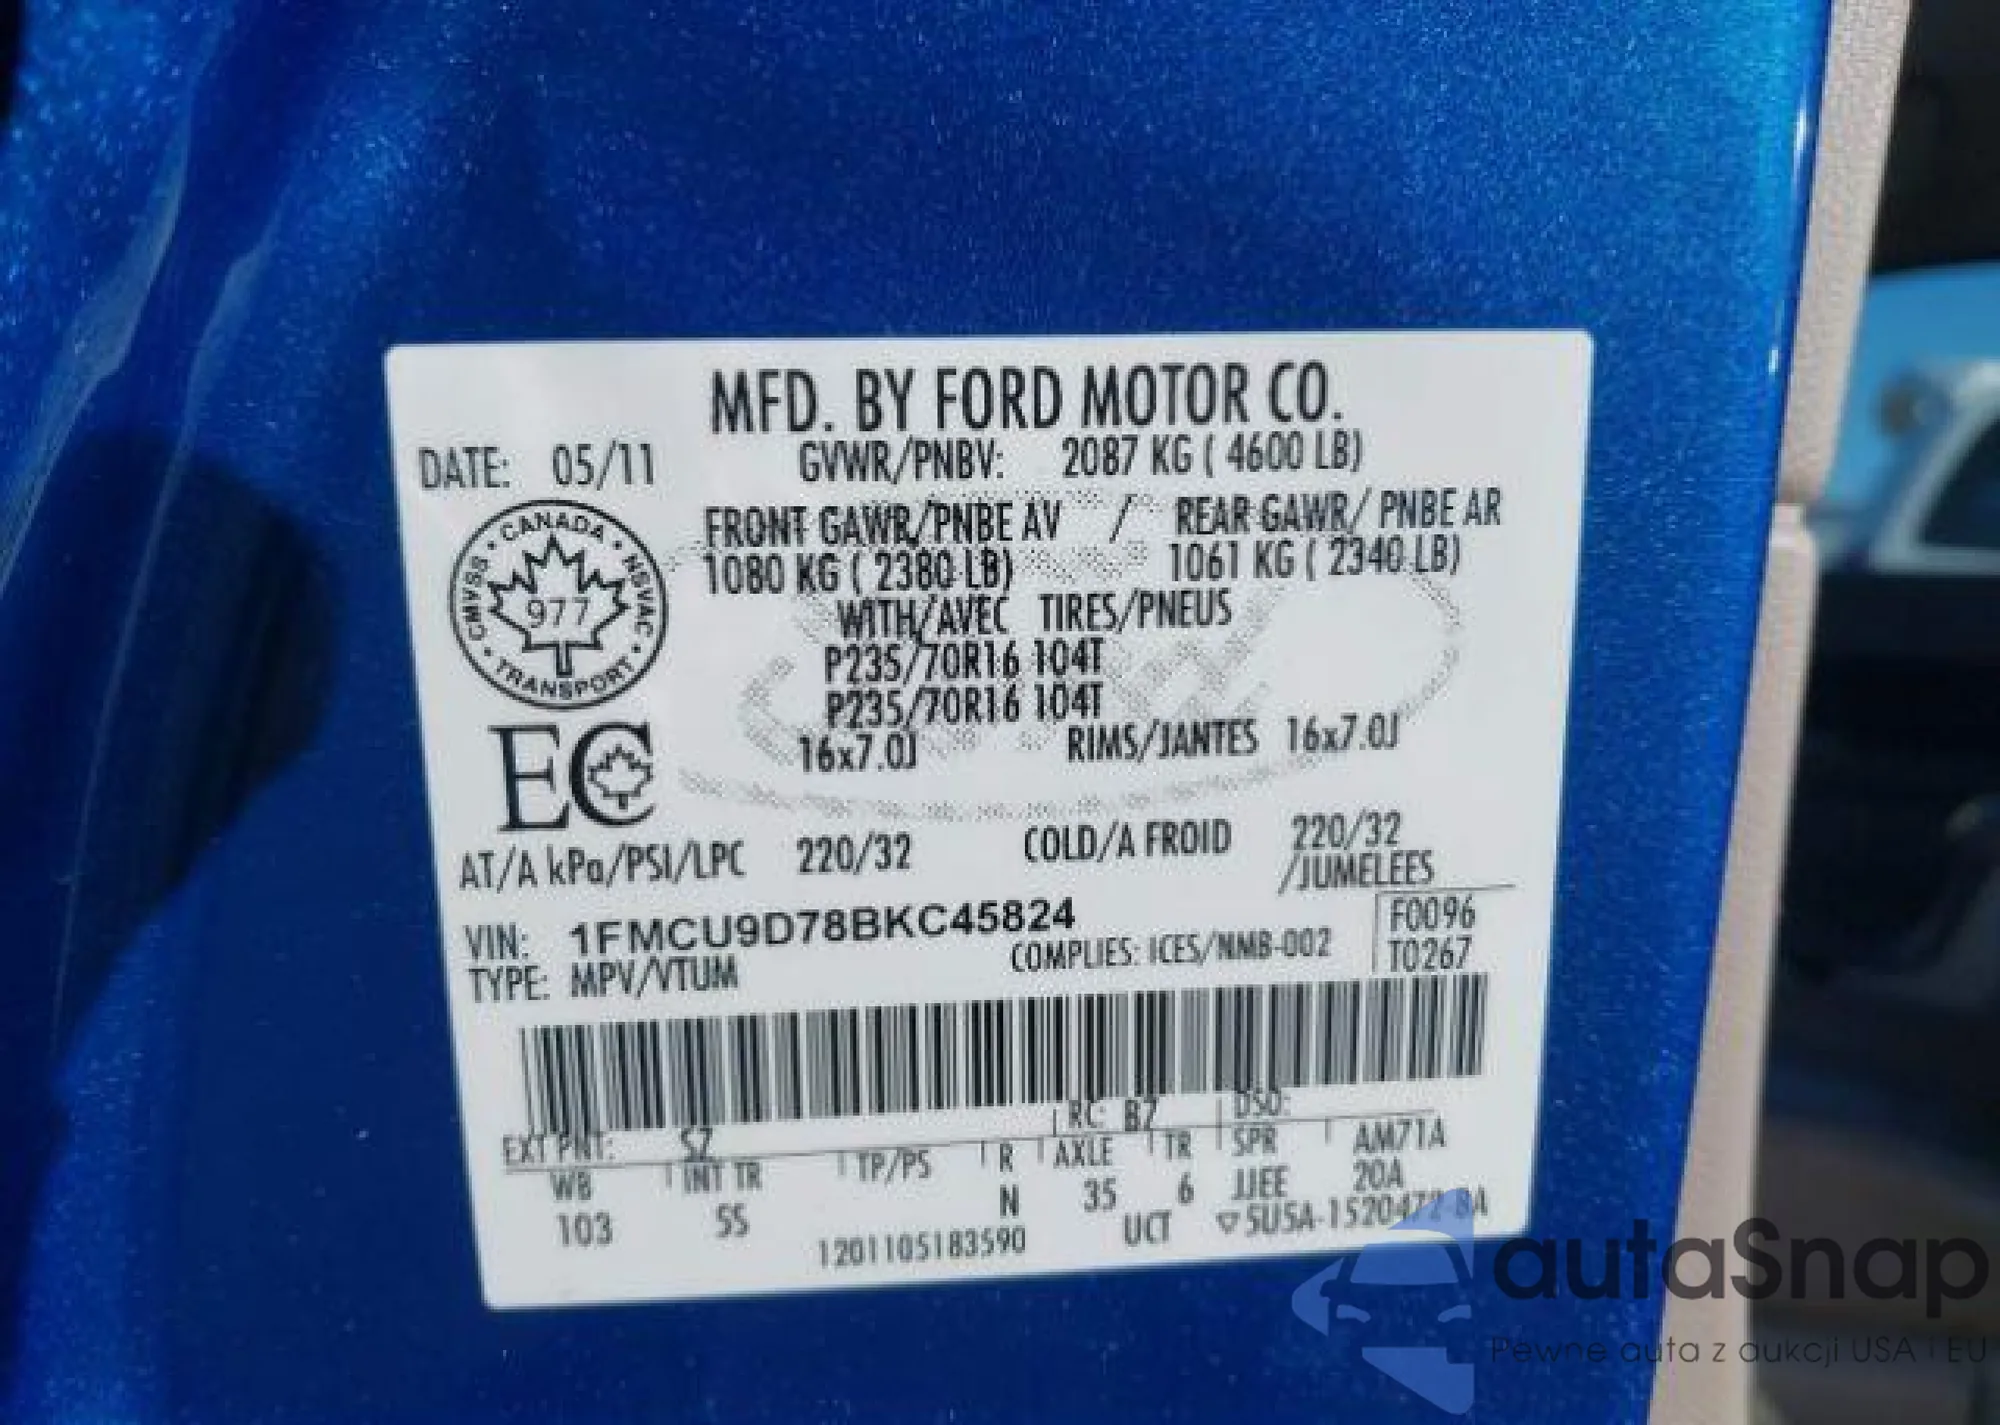 MFD. BY FORD MOTOR CO.
DATE: 05/11 GVWR/PNBV: 2087 KG ( 4600 LB)
FRONT GAWR/PNBE AV / REAR GAWR/ PNBE AR
1080 KG ( 2380 LB) 1061 KG ( 2340 LB)
WITH/AVEC TIRES/PNEUS
P235/70R16 104T
P235/70R16 104T
16x7.0J RIMS/JANTES 16x7.0J
CANADA • NSVAC • TRANSPORT • CMVSS •
977
EC
AT/A kPa/PSI/LPC 220/32 COLD/A FROID 220/32
/JUMELEES
VIN: 1FMCU9D78BKC45824 F0096
TYPE: MPV/VTUM COMPLIES: ICES/NMB-002 T0267
EXT PNT: SZ RC: BZ DSO:
WB INT TR TP/PS R AXLE TR SPR AM71A
103 5S N 35 6 JJEE 20A
1201105183590 UCT ▽5USA-1520472-BA
autaSnap
Pewne auta z aukcji USA i EU